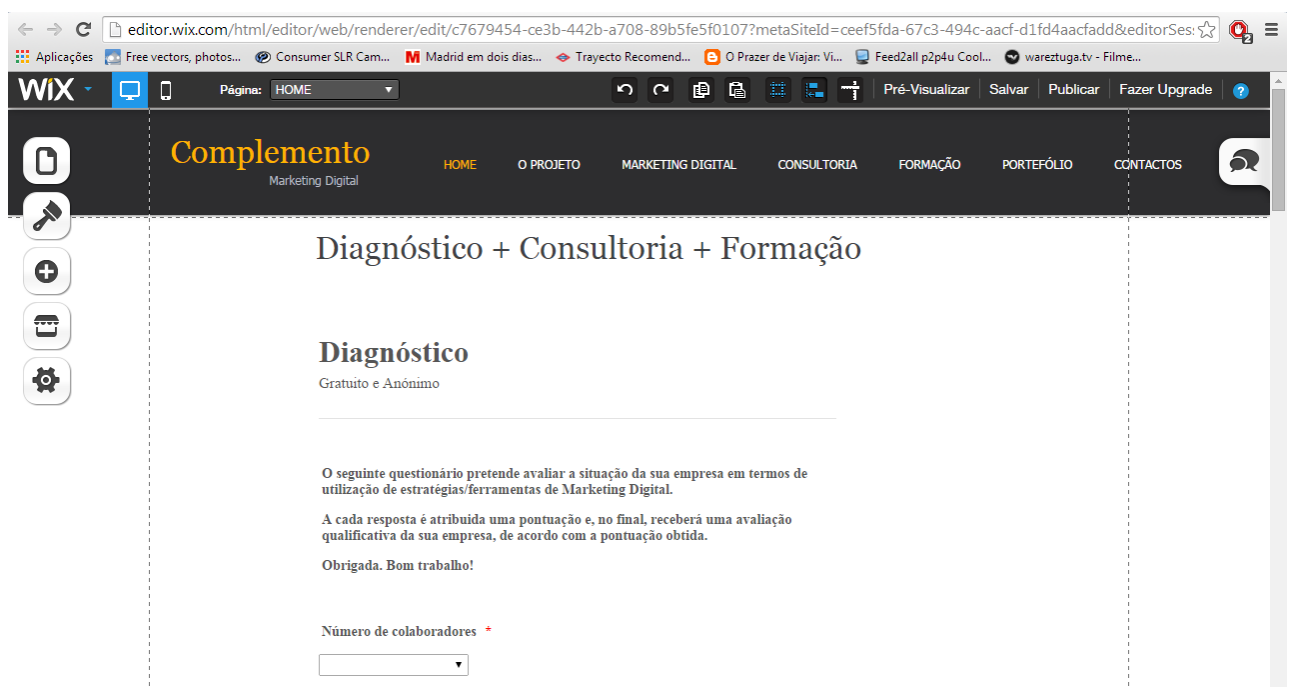 editor.wix.com/html/editor/web/renderer/edit/c7679454-ce3b-442b-a708-89b5fe5f0107?metaSiteId=ceef5fda-67c3-494c-aacf-d1fd4aacfadd&editorSes:
2
Aplicações Free vectors, photos... Consumer SLR Cam... Madrid em dois dias... Trayecto Recomend... O Prazer de Viajar: Vi... Feed2all p2p4u Cool... wareztuga.tv - Filme...
WiX Página: HOME Pré-Visualizar Salvar Publicar Fazer Upgrade ?
Complemento
Marketing Digital
HOME O PROJETO MARKETING DIGITAL CONSULTORIA FORMAÇÃO PORTEFÓLIO CONTACTOS
Diagnóstico + Consultoria + Formação
Diagnóstico
Gratuito e Anónimo
O seguinte questionário pretende avaliar a situação da sua empresa em termos de
utilização de estratégias/ferramentas de Marketing Digital.
A cada resposta é atribuida uma pontuação e, no final, receberá uma avaliação
qualificativa da sua empresa, de acordo com a pontuação obtida.
Obrigada. Bom trabalho!
Número de colaboradores *